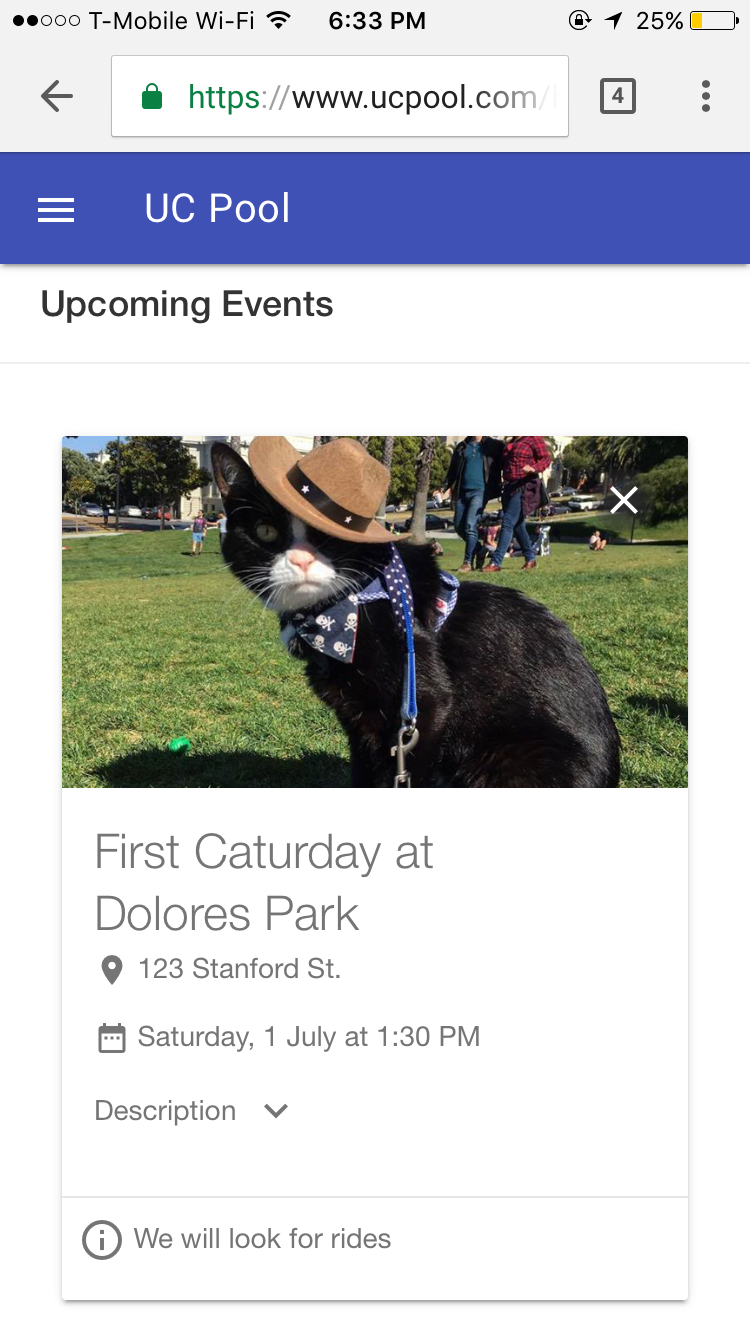 T-Mobile Wi-Fi 6:33 PM 25%
https://www.ucpool.com/ 4
UC Pool
Upcoming Events
First Caturday at
Dolores Park
123 Stanford St.
Saturday, 1 July at 1:30 PM
Description
We will look for rides